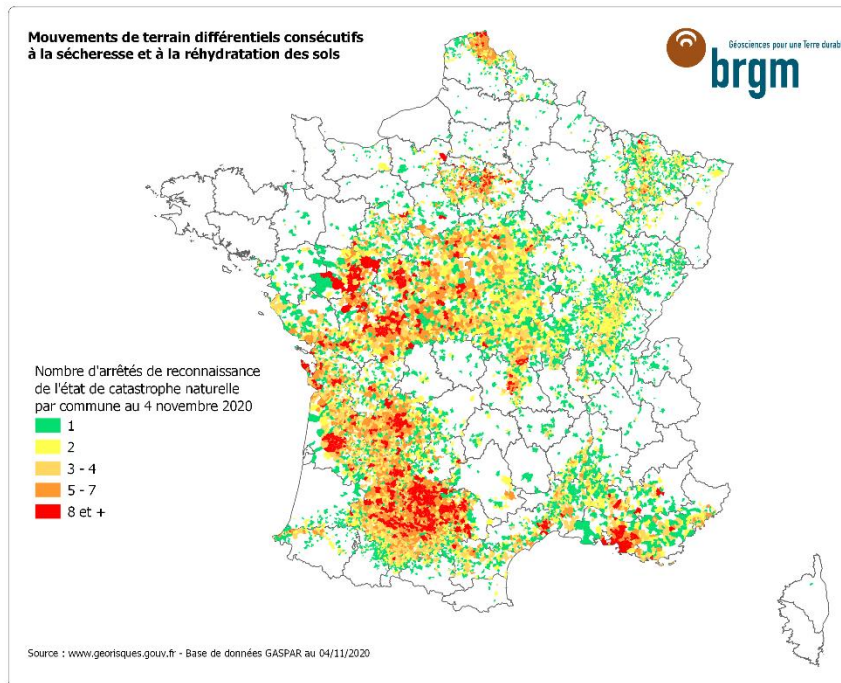 Mouvements de terrain différentiels consécutifs
à la sécheresse et à la réhydratation des sols
Géosciences pour une Terre durable
brgm
Nombre d'arrêtés de reconnaissance
de l'état de catastrophe naturelle
par commune au 4 novembre 2020
1
2
3 - 4
5 - 7
8 et +
Source : www.georisques.gouv.fr - Base de données GASPAR au 04/11/2020